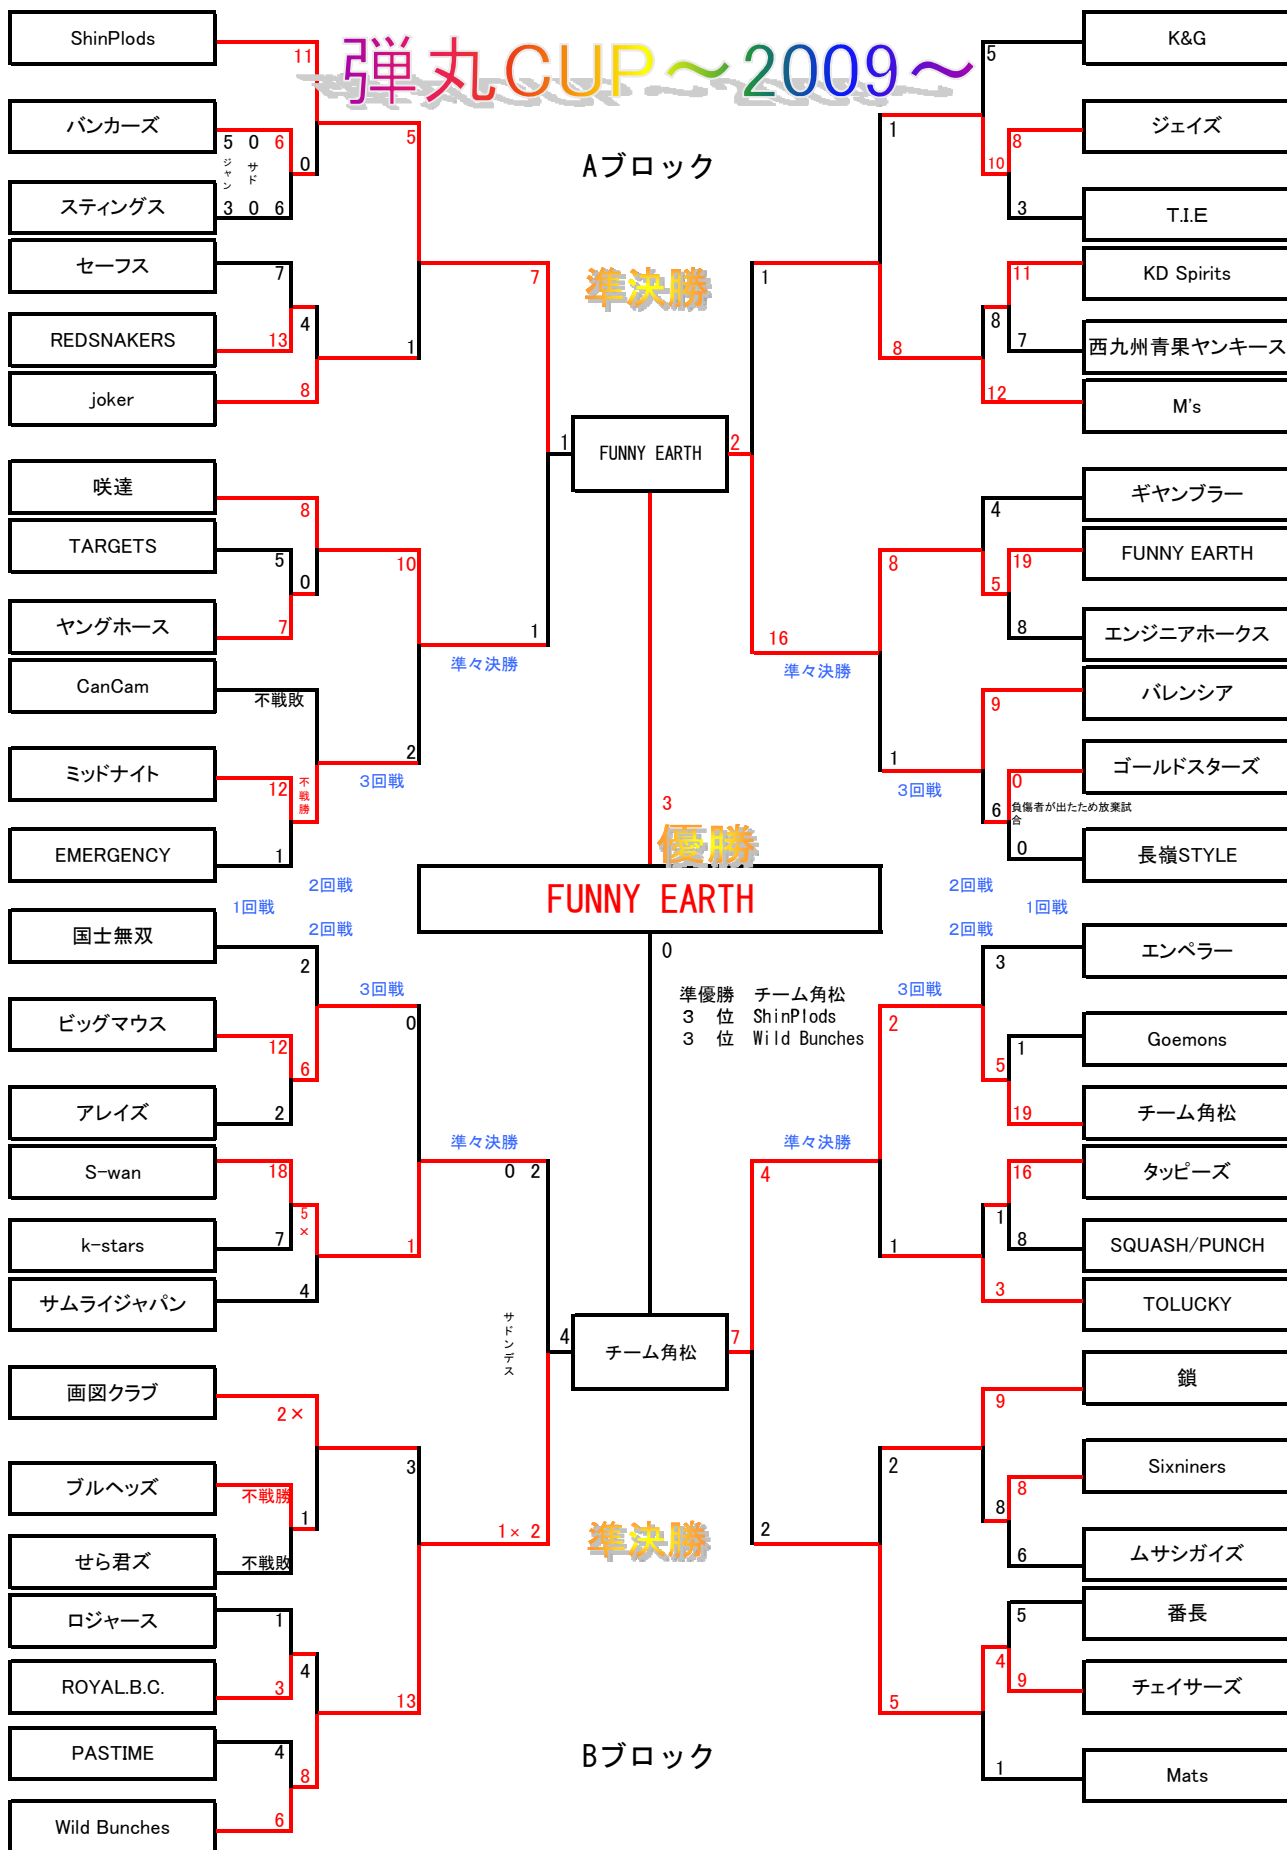 弾丸CUP～2009～
Aブロック
準決勝
ShinPlods
11
バンカーズ
5 0 6
ジャン
サド
スティングス
3 0 6
0
5
セーフス
7
REDSNAKERS
13
4
joker
8
1
7
咲達
8
TARGETS
5
ヤングホース
7
0
10
CanCam
不戦敗
ミッドナイト
12
不戦勝
EMERGENCY
1
2
1
準々決勝
3回戦
2回戦
1回戦
K&G
5
ジェイズ
8
10
T.I.E
3
1
KD Spirits
11
8
西九州青果ヤンキース
7
M's
12
8
1
ギヤンブラー
4
FUNNY EARTH
19
5
エンジニアホークス
8
8
バレンシア
9
ゴールドスターズ
0
負傷者が出たため放棄試合
6
長嶺STYLE
0
1
16
準々決勝
3回戦
2回戦
1回戦
1
FUNNY EARTH
2
3
優勝
FUNNY EARTH
0
準優勝 チーム角松
3 位 ShinPlods
3 位 Wild Bunches
2回戦
3回戦
準々決勝
国士無双
2
ビッグマウス
12
6
アレイズ
2
0
S-wan
18
5×
k-stars
7
サムライジャパン
4
1
0 2
サドンデス
画図クラブ
2×
ブルヘッズ
不戦勝
1
せら君ズ
不戦敗
3
ロジャース
1
4
ROYAL.B.C.
3
PASTIME
4
8
Wild Bunches
6
13
1× 2
2回戦
3回戦
準々決勝
エンペラー
3
Goemons
1
5
チーム角松
19
2
タッピーズ
16
1
SQUASH/PUNCH
8
TOLUCKY
3
1
4
鎖
9
Sixniners
8
8
ムサシガイズ
6
2
番長
5
4
チェイサーズ
9
Mats
1
5
2
4
チーム角松
7
準決勝
Bブロック